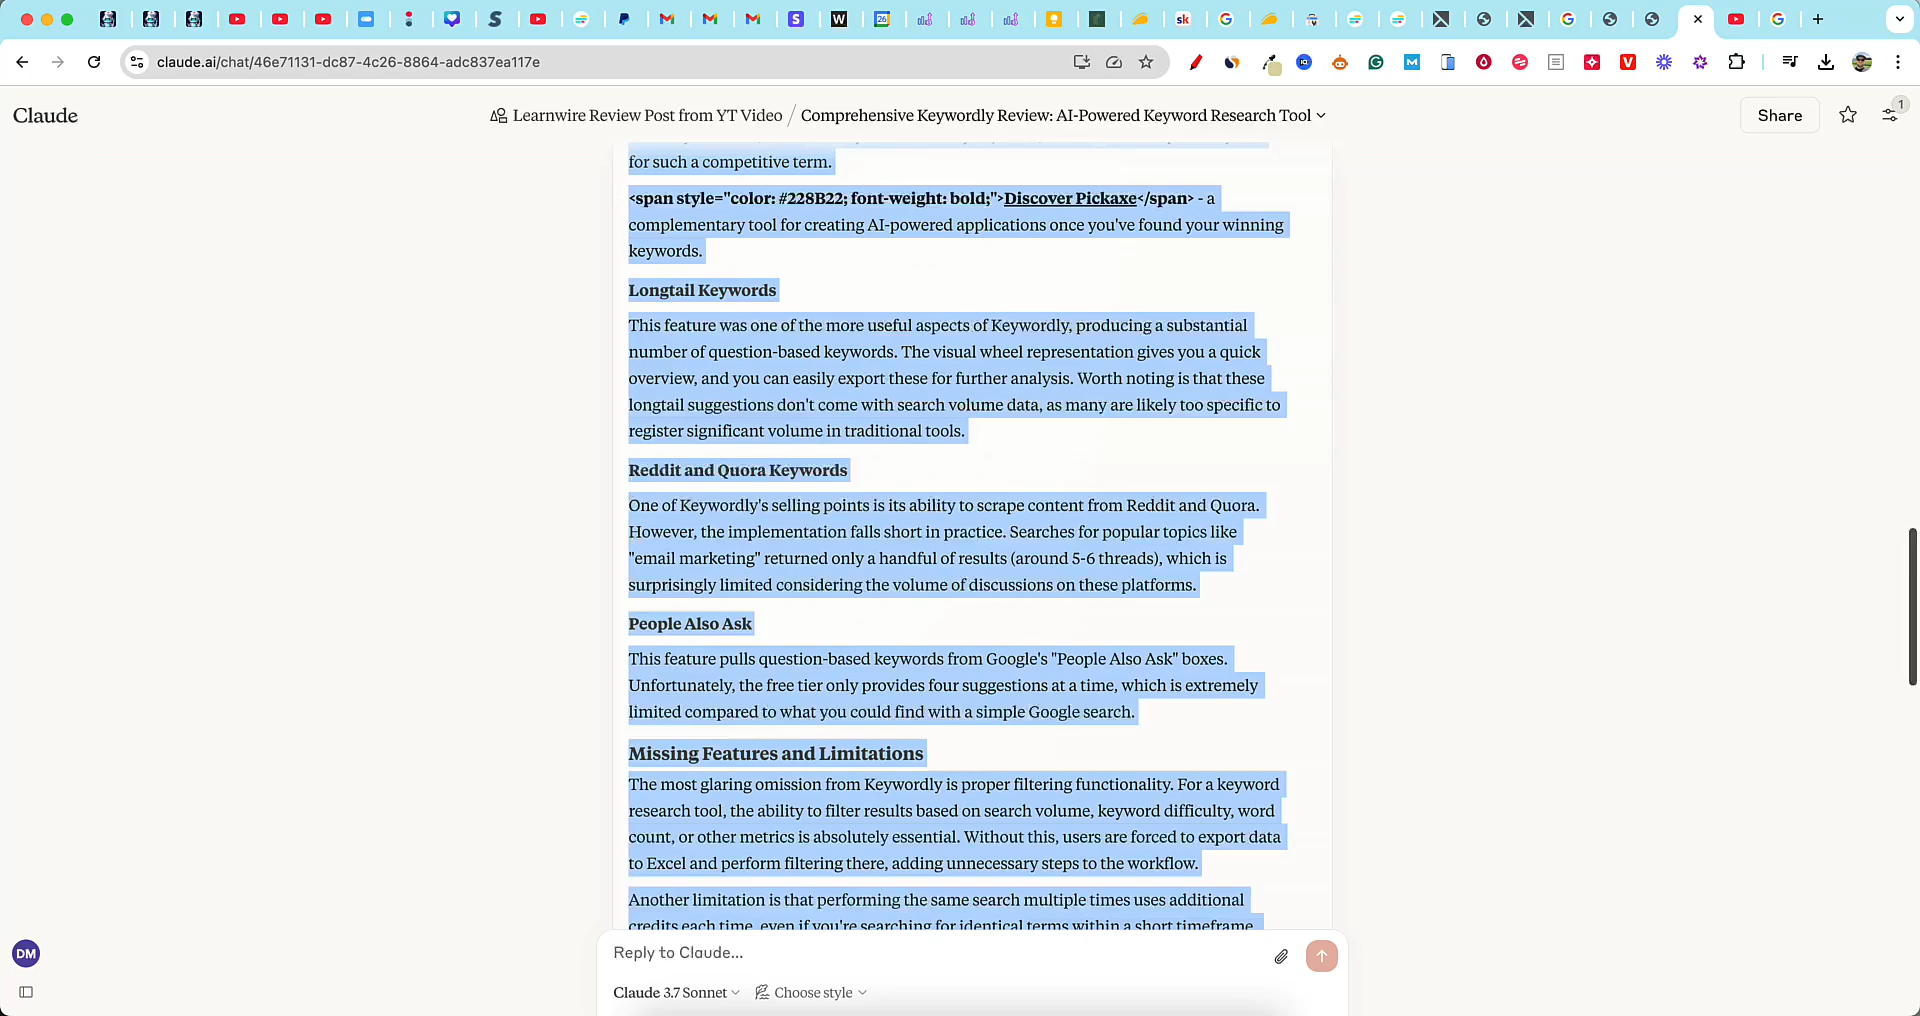 claude.ai/chat/46e71131-dc87-4c26-8864-adc837ea117e
Claude
Learnwire Review Post from YT Video / Comprehensive Keywordly Review: AI-Powered Keyword Research Tool
Share
1
for such a competitive term.
<span style="color: #228B22; font-weight: bold;">Discover Pickaxe</span> - a
complementary tool for creating AI-powered applications once you've found your winning
keywords.
Longtail Keywords
This feature was one of the more useful aspects of Keywordly, producing a substantial
number of question-based keywords. The visual wheel representation gives you a quick
overview, and you can easily export these for further analysis. Worth noting is that these
longtail suggestions don't come with search volume data, as many are likely too specific to
register significant volume in traditional tools.
Reddit and Quora Keywords
One of Keywordly's selling points is its ability to scrape content from Reddit and Quora.
However, the implementation falls short in practice. Searches for popular topics like
"email marketing" returned only a handful of results (around 5-6 threads), which is
surprisingly limited considering the volume of discussions on these platforms.
People Also Ask
This feature pulls question-based keywords from Google's "People Also Ask" boxes.
Unfortunately, the free tier only provides four suggestions at a time, which is extremely
limited compared to what you could find with a simple Google search.
Missing Features and Limitations
The most glaring omission from Keywordly is proper filtering functionality. For a keyword
research tool, the ability to filter results based on search volume, keyword difficulty, word
count, or other metrics is absolutely essential. Without this, users are forced to export data
to Excel and perform filtering there, adding unnecessary steps to the workflow.
Another limitation is that performing the same search multiple times uses additional
credits each time, even if you're searching for identical terms within a short timeframe.
Reply to Claude...
DM
Claude 3.7 Sonnet
Choose style